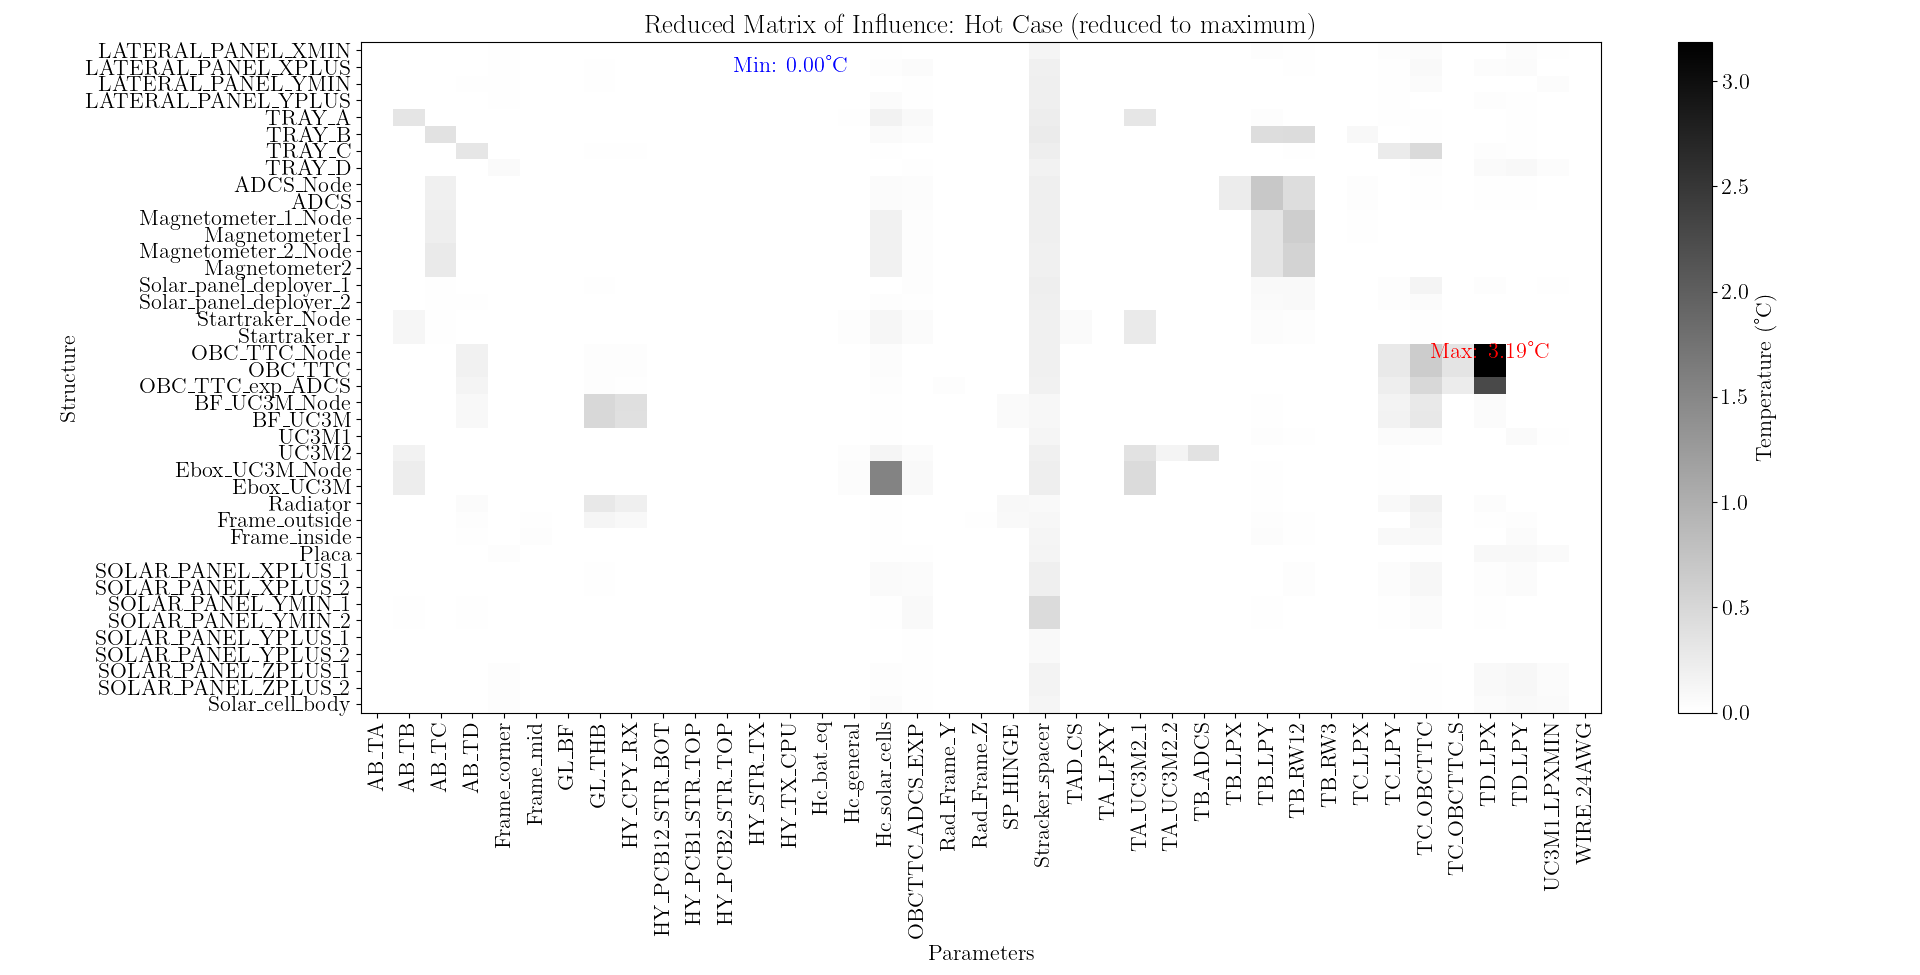 Reduced Matrix of Influence: Hot Case (reduced to maximum)
LATERAL_PANEL_XMIN
LATERAL_PANEL_XPLUS
LATERAL_PANEL_YMIN
LATERAL_PANEL_YPLUS
TRAY_A
TRAY_B
TRAY_C
TRAY_D
ADCS_Node
ADCS
Magnetometer_1_Node
Magnetometer1
Magnetometer_2_Node
Magnetometer2
Solar_panel_deployer_1
Solar_panel_deployer_2
Startraker_Node
Startraker_r
OBC_TTC_Node
OBC_TTC
OBC_TTC_exp_ADCS
BF_UC3M_Node
BF_UC3M
UC3M1
UC3M2
Ebox_UC3M_Node
Ebox_UC3M
Radiator
Frame_outside
Frame_inside
Placa
SOLAR_PANEL_XPLUS_1
SOLAR_PANEL_XPLUS_2
SOLAR_PANEL_YMIN_1
SOLAR_PANEL_YMIN_2
SOLAR_PANEL_YPLUS_1
SOLAR_PANEL_YPLUS_2
SOLAR_PANEL_ZPLUS_1
SOLAR_PANEL_ZPLUS_2
Solar_cell_body
Structure
Min: 0.00°C
Max: 3.19°C
AB_TA
AB_TB
AB_TC
AB_TD
Frame_corner
Frame_mid
GL_BF
GL_THB
HY_CPY_RX
HY_PCB12_STR_BOT
HY_PCB1_STR_TOP
HY_PCB2_STR_TOP
HY_STR_TX
HY_TX_CPU
Hc_bat_eq
Hc_general
Hc_solar_cells
OBCTTC_ADCS_EXP
Rad_Frame_Y
Rad_Frame_Z
SP_HINGE
Stracker_spacer
TAD_CS
TA_LPXY
TA_UC3M2_1
TA_UC3M2_2
TB_ADCS
TB_LPX
TB_LPY
TB_RW12
TB_RW3
TC_LPX
TC_LPY
TC_OBCTTC
TC_OBCTTC_S
TD_LPX
TD_LPY
UC3M1_LPXMIN
WIRE_24AWG
Parameters
3.0
2.5
2.0
1.5
1.0
0.5
0.0
Temperature (°C)